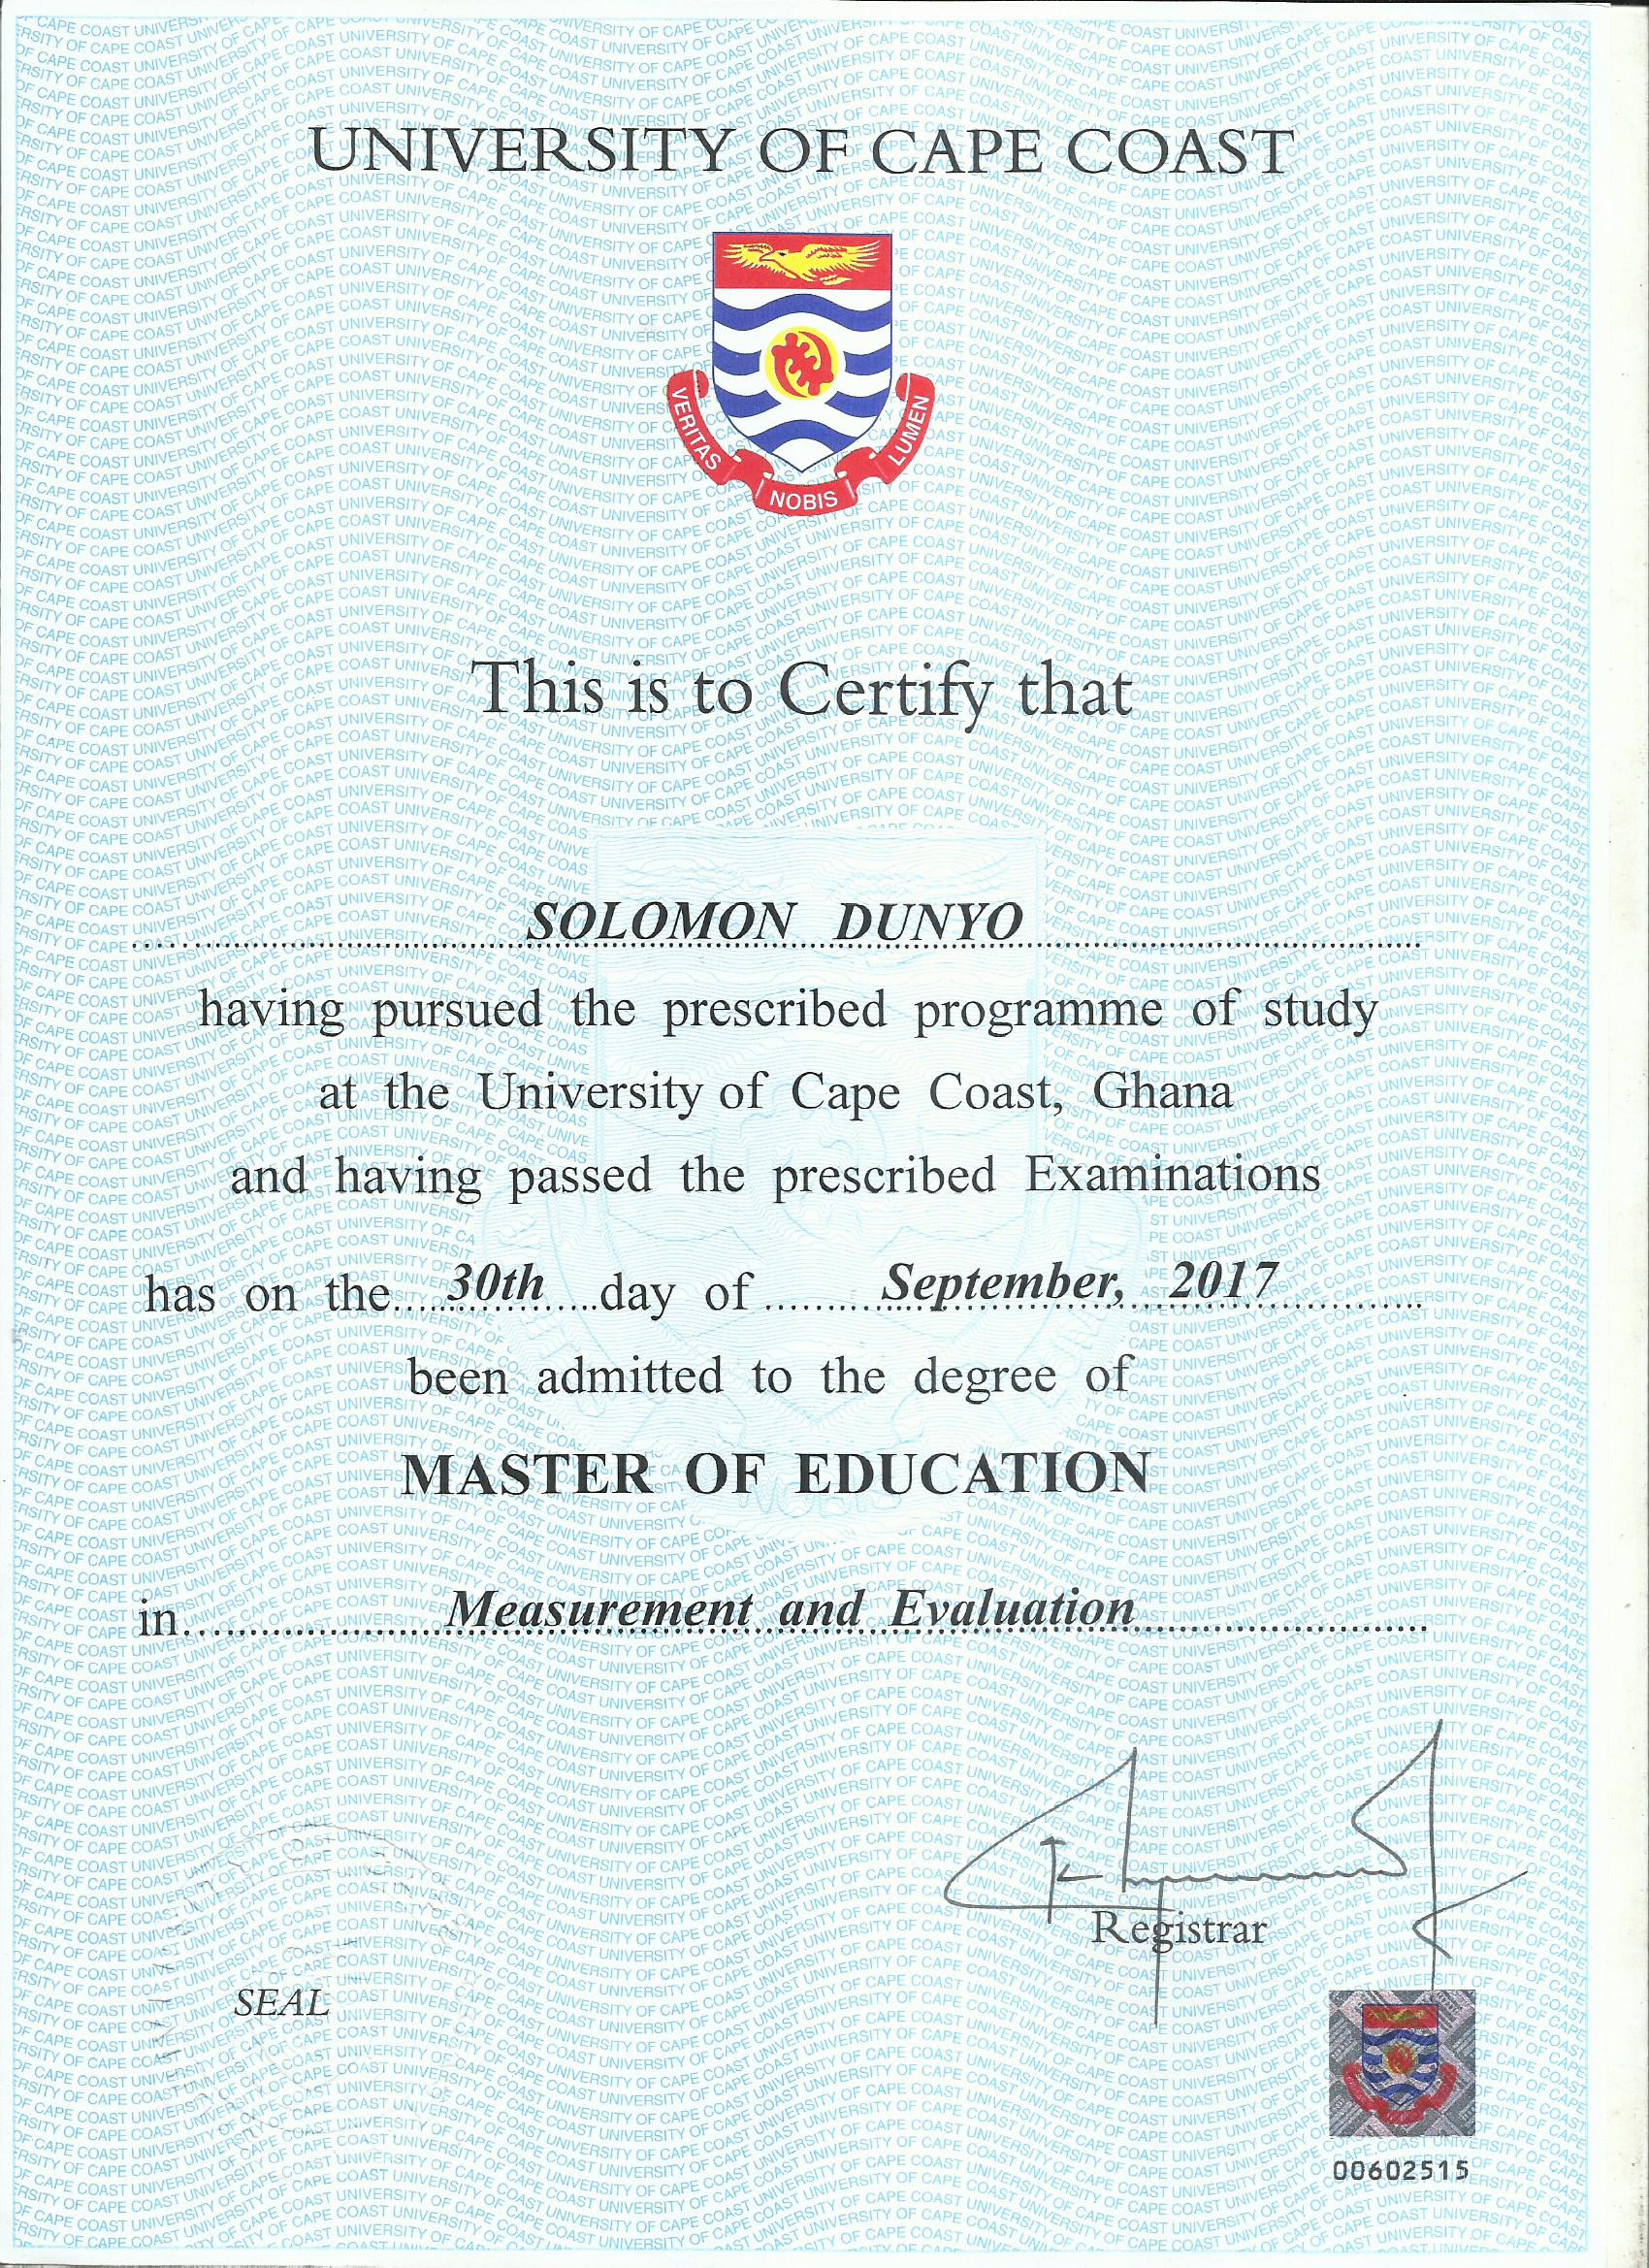 UNIVERSITY OF CAPE COAST
VERITAS
NOBIS
LUMEN
This is to Certify that
SOLOMON DUNYO
having pursued the prescribed programme of study
at the University of Cape Coast, Ghana
and having passed the prescribed Examinations
has on the 30th day of September, 2017
been admitted to the degree of
MASTER OF EDUCATION
in Measurement and Evaluation
Registrar
SEAL
00602515